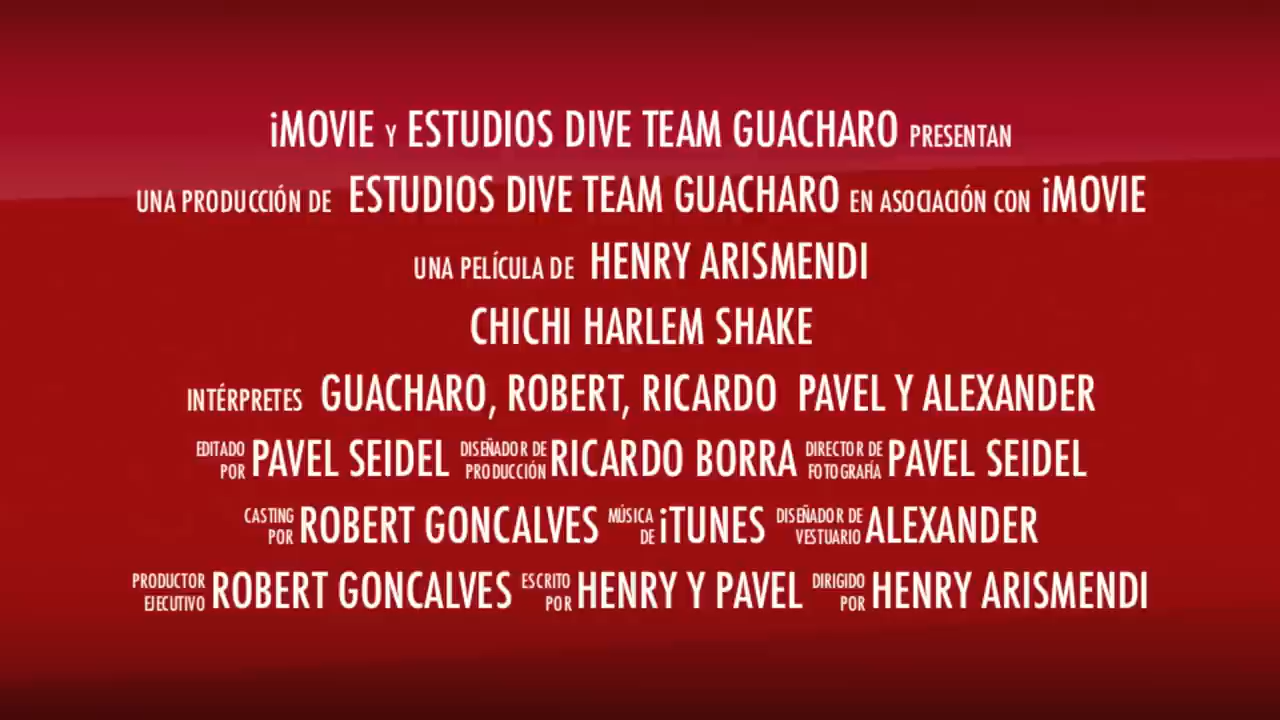 iMOVIE Y ESTUDIOS DIVE TEAM GUACHARO PRESENTAN
UNA PRODUCCIÓN DE ESTUDIOS DIVE TEAM GUACHARO EN ASOCIACIÓN CON iMOVIE
UNA PELÍCULA DE HENRY ARISMENDI
CHICHI HARLEM SHAKE
INTÉRPRETES GUACHARO, ROBERT, RICARDO PAVEL Y ALEXANDER
EDITADO POR PAVEL SEIDEL DISEÑADOR DE PRODUCCIÓN RICARDO BORRA DIRECTOR DE FOTOGRAFÍA PAVEL SEIDEL
CASTING POR ROBERT GONCALVES MÚSICA DE iTUNES DISEÑADOR DE VESTUARIO ALEXANDER
PRODUCTOR EJECUTIVO ROBERT GONCALVES ESCRITO POR HENRY Y PAVEL DIRIGIDO POR HENRY ARISMENDI